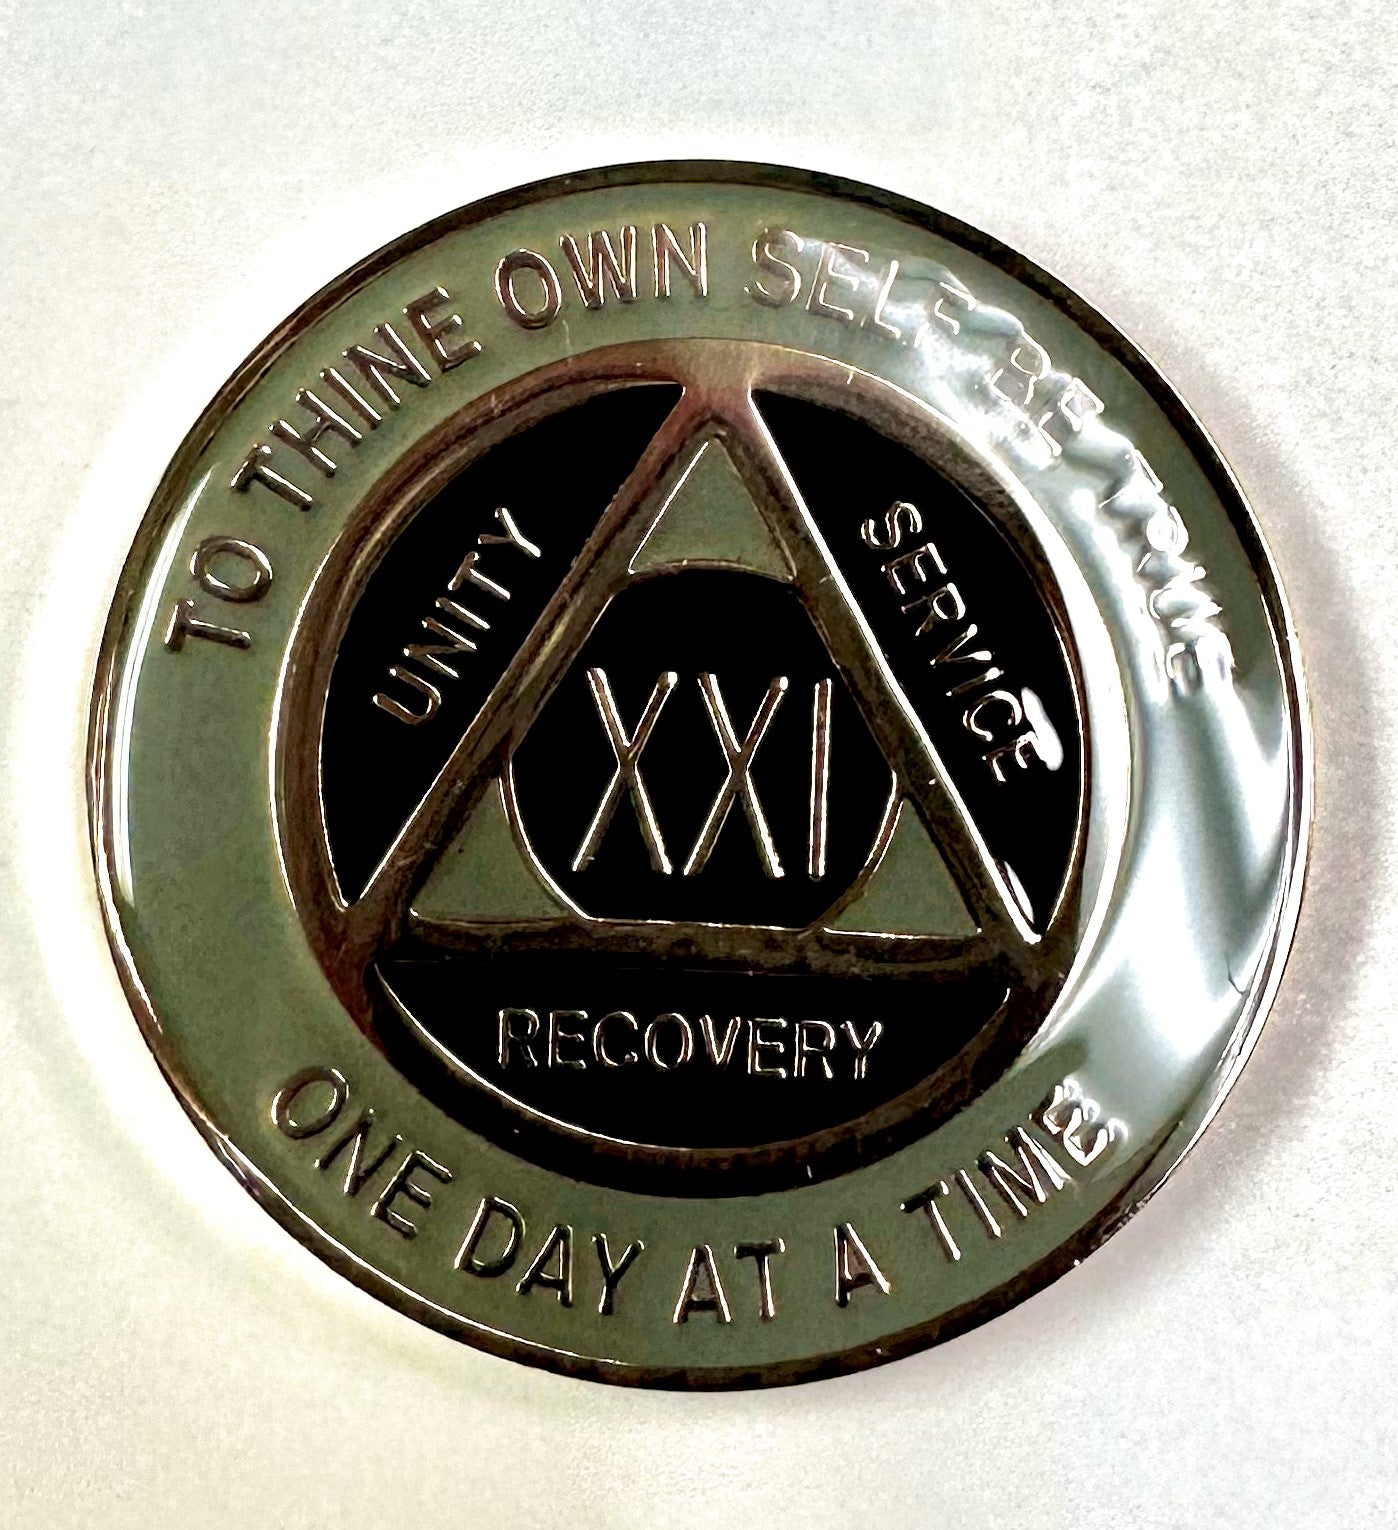 TO THINE OWN SELF BE TRUE
UNITY
SERVICE
XXI
RECOVERY
ONE DAY AT A TIME